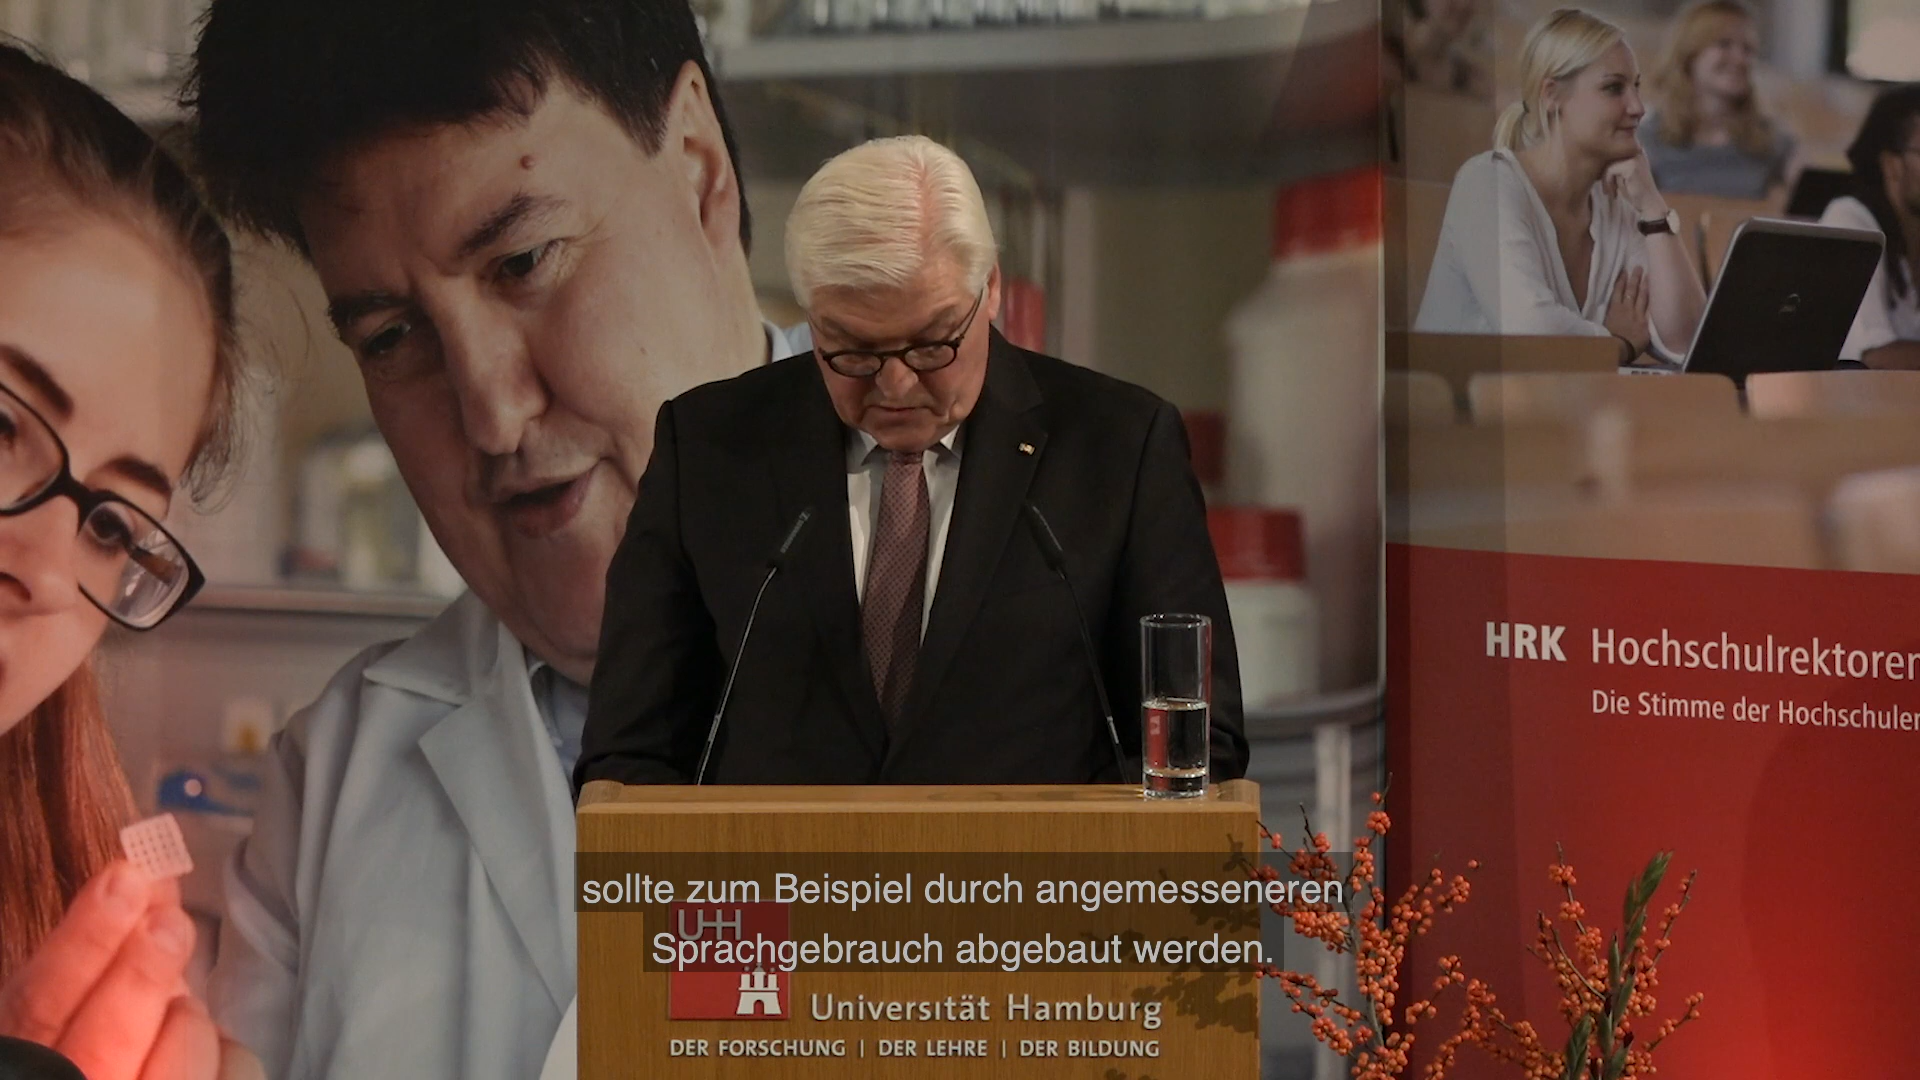 HRK Hochschulrektoren
Die Stimme der Hochschulen
sollte zum Beispiel durch angemesseneren
Sprachgebrauch abgebaut werden.
UHH
Universität Hamburg
DER FORSCHUNG | DER LEHRE | DER BILDUNG